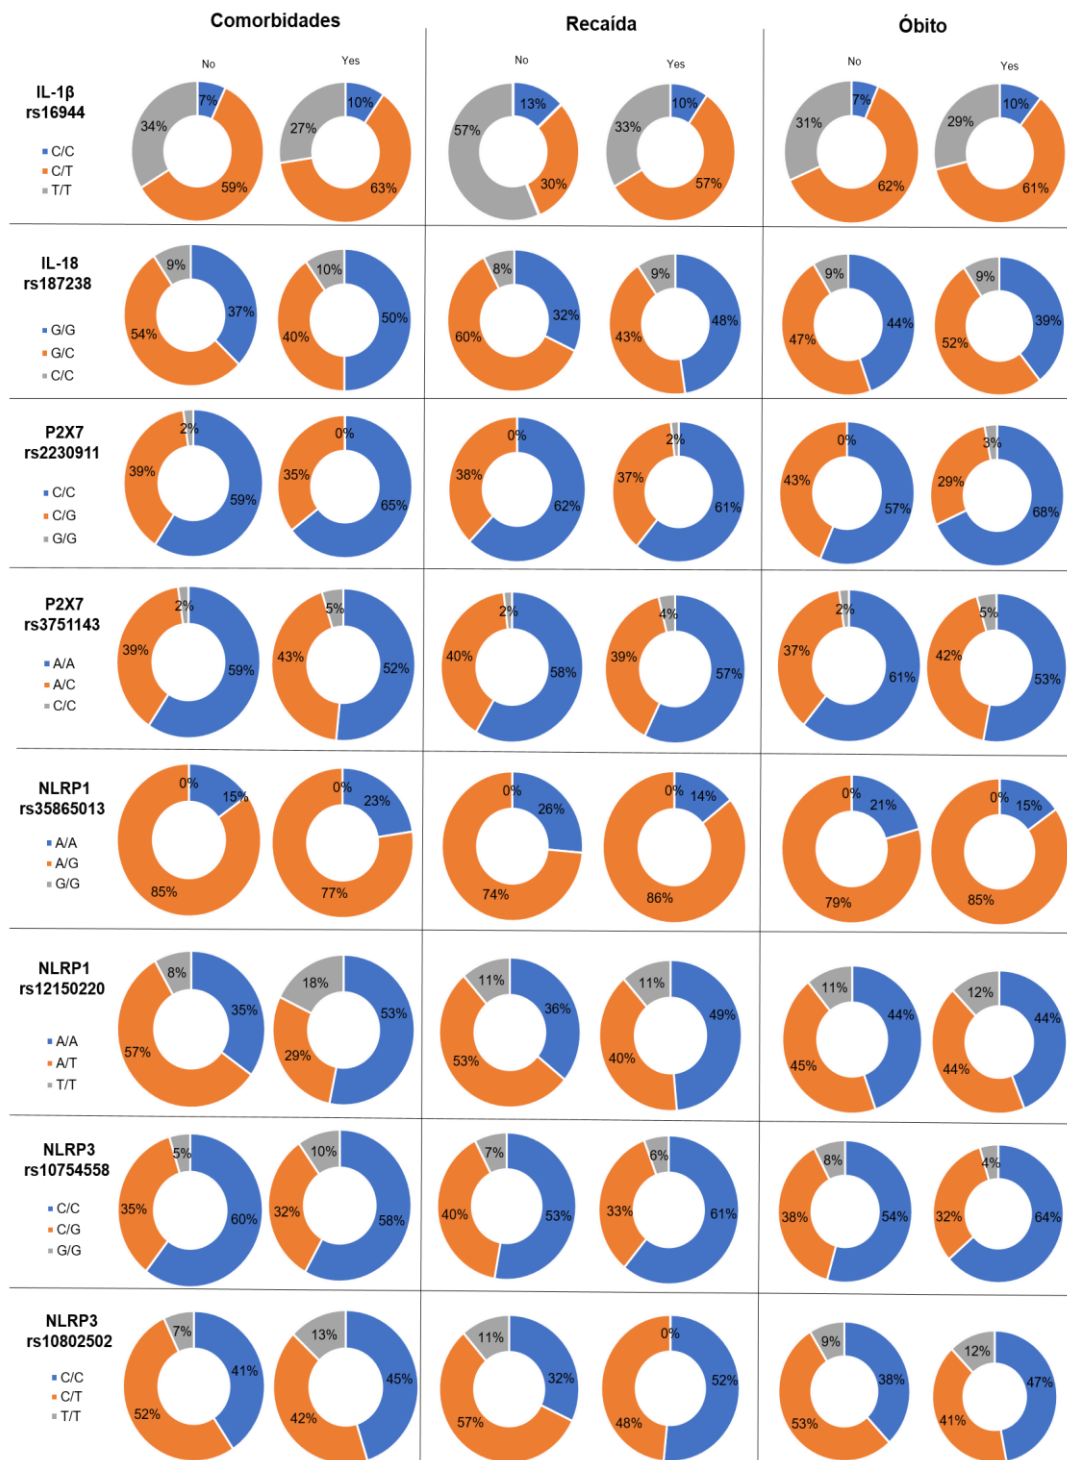 Comorbidades
Recaída
Óbito
No
Yes
No
Yes
No
Yes
IL-1β
rs16944
C/C
C/T
T/T
7%
59%
34%
10%
63%
27%
13%
30%
57%
10%
57%
33%
7%
62%
31%
10%
61%
29%
IL-18
rs187238
G/G
G/C
C/C
37%
54%
9%
50%
40%
10%
32%
60%
8%
48%
43%
9%
44%
47%
9%
39%
52%
9%
P2X7
rs2230911
C/C
C/G
G/G
59%
39%
2%
65%
35%
0%
62%
38%
0%
61%
37%
2%
57%
43%
0%
68%
29%
3%
P2X7
rs3751143
A/A
A/C
C/C
59%
39%
2%
52%
43%
5%
58%
40%
2%
57%
39%
4%
61%
37%
2%
53%
42%
5%
NLRP1
rs35865013
A/A
A/G
G/G
15%
85%
0%
23%
77%
0%
26%
74%
0%
14%
86%
0%
21%
79%
0%
15%
85%
0%
NLRP1
rs12150220
A/A
A/T
T/T
35%
57%
8%
53%
29%
18%
36%
53%
11%
49%
40%
11%
44%
45%
11%
44%
44%
12%
NLRP3
rs10754558
C/C
C/G
G/G
60%
35%
5%
58%
32%
10%
53%
40%
7%
61%
33%
6%
54%
38%
8%
64%
32%
4%
NLRP3
rs10802502
C/C
C/T
T/T
41%
52%
7%
45%
42%
13%
32%
57%
11%
52%
48%
0%
38%
53%
9%
47%
41%
12%